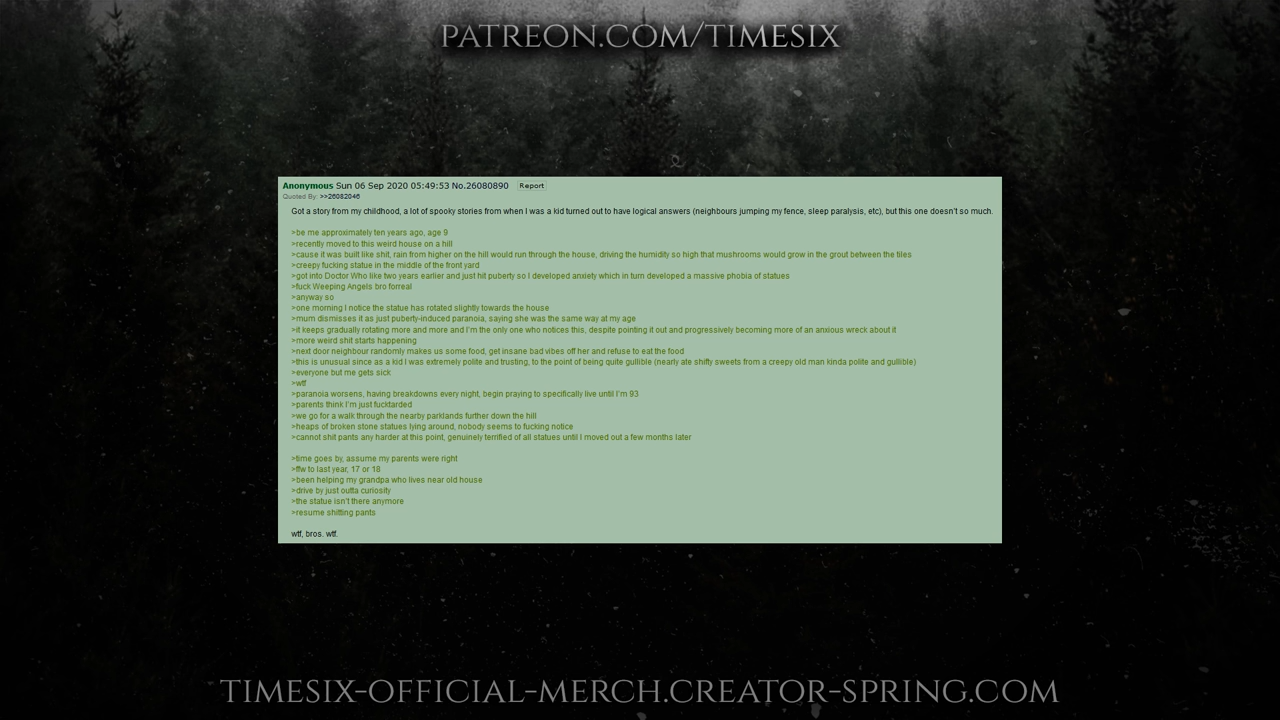 PATREON.COM/TIMESIX
Anonymous Sun 06 Sep 2020 05:49:53 No.26080890 Report
Quoted By: >>26082046
Got a story from my childhood, a lot of spooky stories from when I was a kid turned out to have logical answers (neighbours jumping my fence, sleep paralysis, etc), but this one doesn't so much.
>be me approximately ten years ago, age 9
>recently moved to this weird house on a hill
>cause it was built like shit, rain from higher on the hill would run through the house, driving the humidity so high that mushrooms would grow in the grout between the tiles
>creepy fucking statue in the middle of the front yard
>got into Doctor Who like two years earlier and just hit puberty so I developed anxiety which in turn developed a massive phobia of statues
>fuck Weeping Angels bro forreal
>anyway so
>one morning I notice the statue has rotated slightly towards the house
>mum dismisses it as just puberty-induced paranoia, saying she was the same way at my age
>it keeps gradually rotating more and more and I'm the only one who notices this, despite pointing it out and progressively becoming more of an anxious wreck about it
>more weird shit starts happening
>next door neighbour randomly makes us some food, get insane bad vibes off her and refuse to eat the food
>this is unusual since as a kid I was extremely polite and trusting, to the point of being quite gullible (nearly ate shifty sweets from a creepy old man kinda polite and gullible)
>everyone but me gets sick
>wtf
>paranoia worsens, having breakdowns every night, begin praying to specifically live until I'm 93
>parents think I'm just fucktarded
>we go for a walk through the nearby parklands further down the hill
>heaps of broken stone statues lying around, nobody seems to fucking notice
>cannot shit pants any harder at this point, genuinely terrified of all statues until I moved out a few months later
>time goes by, assume my parents were right
>ffw to last year, 17 or 18
>been helping my grandpa who lives near old house
>drive by just outta curiosity
>the statue isn't there anymore
>resume shitting pants
wtf, bros. wtf.
TIMESIX-OFFICIAL-MERCH.CREATOR-SPRING.COM